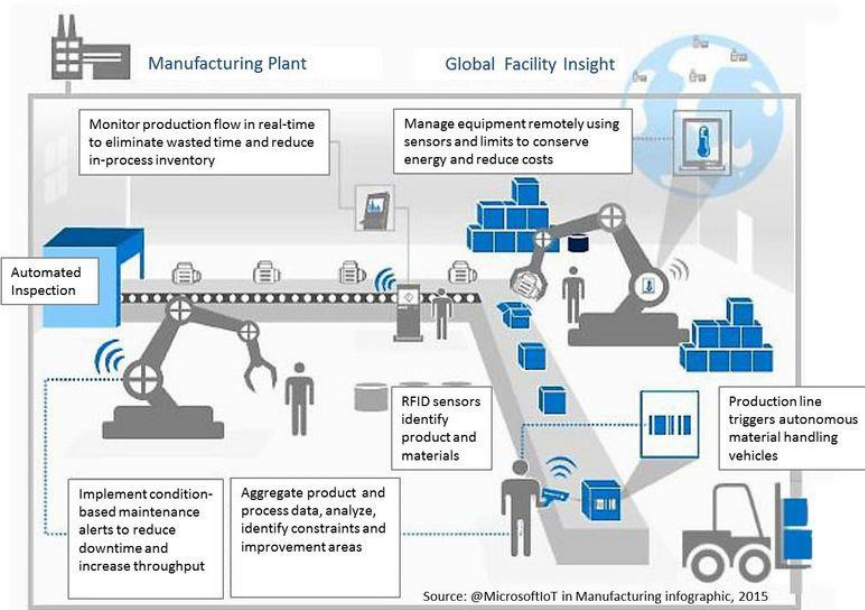 Manufacturing Plant
Global Facility Insight
Monitor production flow in real-time
to eliminate wasted time and reduce
in-process inventory
Manage equipment remotely using
sensors and limits to conserve
energy and reduce costs
Automated
Inspection
RFID sensors
identify
product and
materials
Production line
triggers autonomous
material handling
vehicles
Implement condition-
based maintenance
alerts to reduce
downtime and
increase throughput
Aggregate product and
process data, analyze,
identify constraints and
improvement areas
Source: @MicrosoftIoT in Manufacturing infographic, 2015